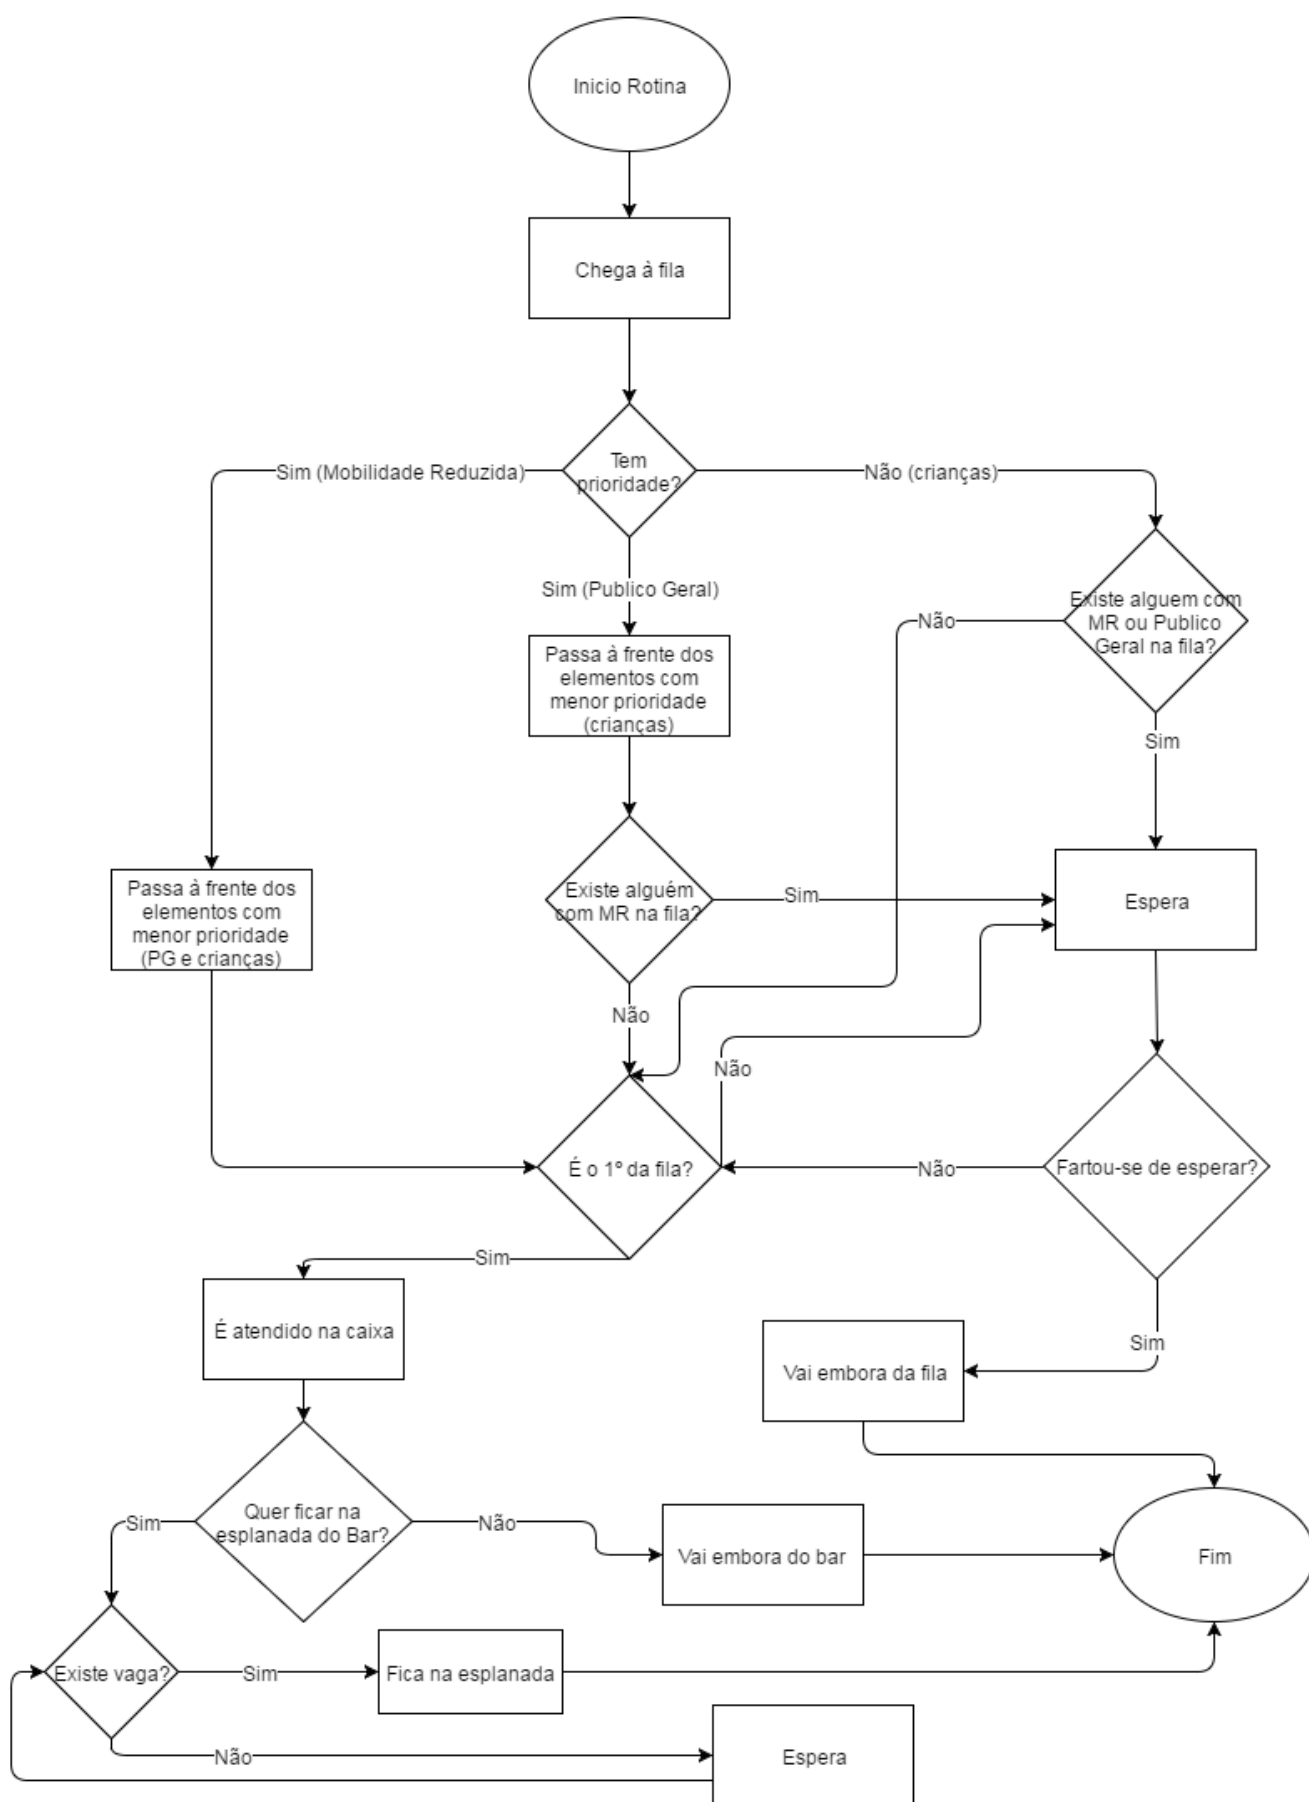 Inicio Rotina
Chega à fila
Tem
prioridade?
Sim (Mobilidade Reduzida)
Não (crianças)
Sim (Publico Geral)
Existe alguem com
MR ou Publico
Geral na fila?
Não
Passa à frente dos
elementos com
menor prioridade
(crianças)
Sim
Passa à frente dos
elementos com
menor prioridade
(PG e crianças)
Existe alguém
com MR na fila?
Sim
Espera
Não
Não
É o 1º da fila?
Não
Fartou-se de esperar?
Sim
É atendido na caixa
Sim
Vai embora da fila
Quer ficar na
esplanada do Bar?
Sim
Não
Vai embora do bar
Fim
Existe vaga?
Sim
Fica na esplanada
Não
Espera